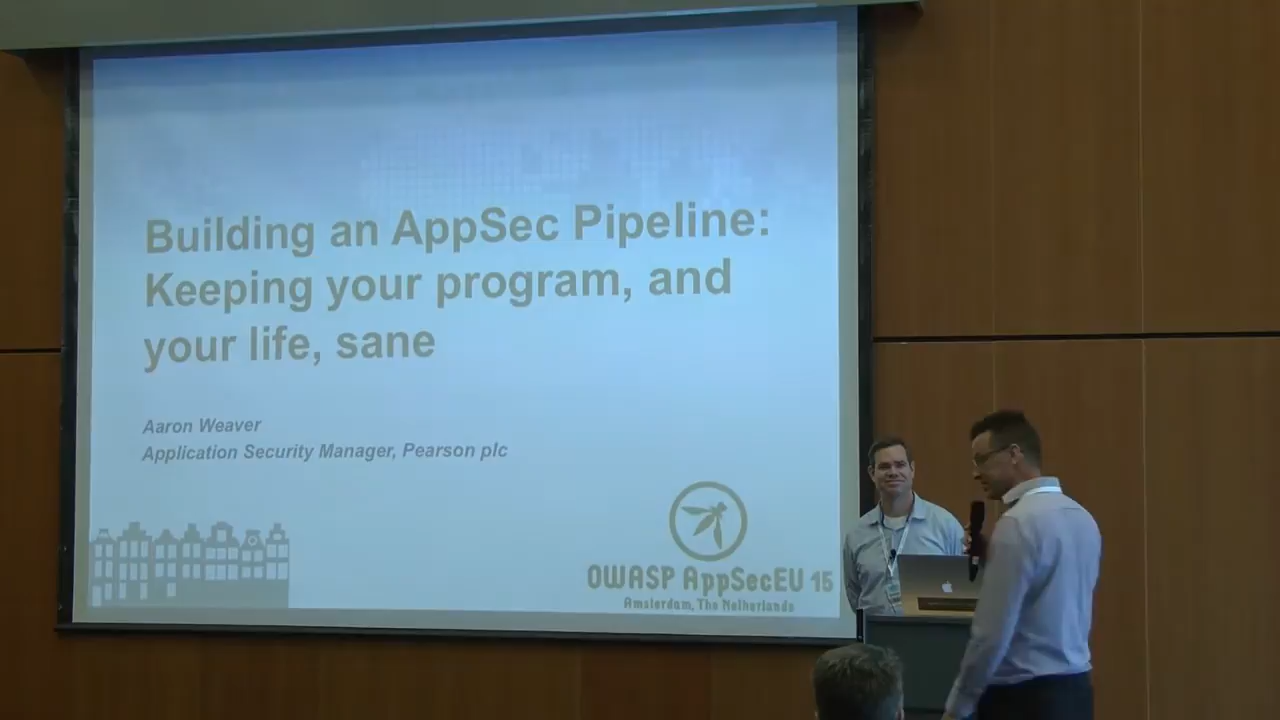 Building an AppSec Pipeline:
Keeping your program, and
your life, sane
Aaron Weaver
Application Security Manager, Pearson plc
OWASP AppSecEU 15
Amsterdam, The Netherlands